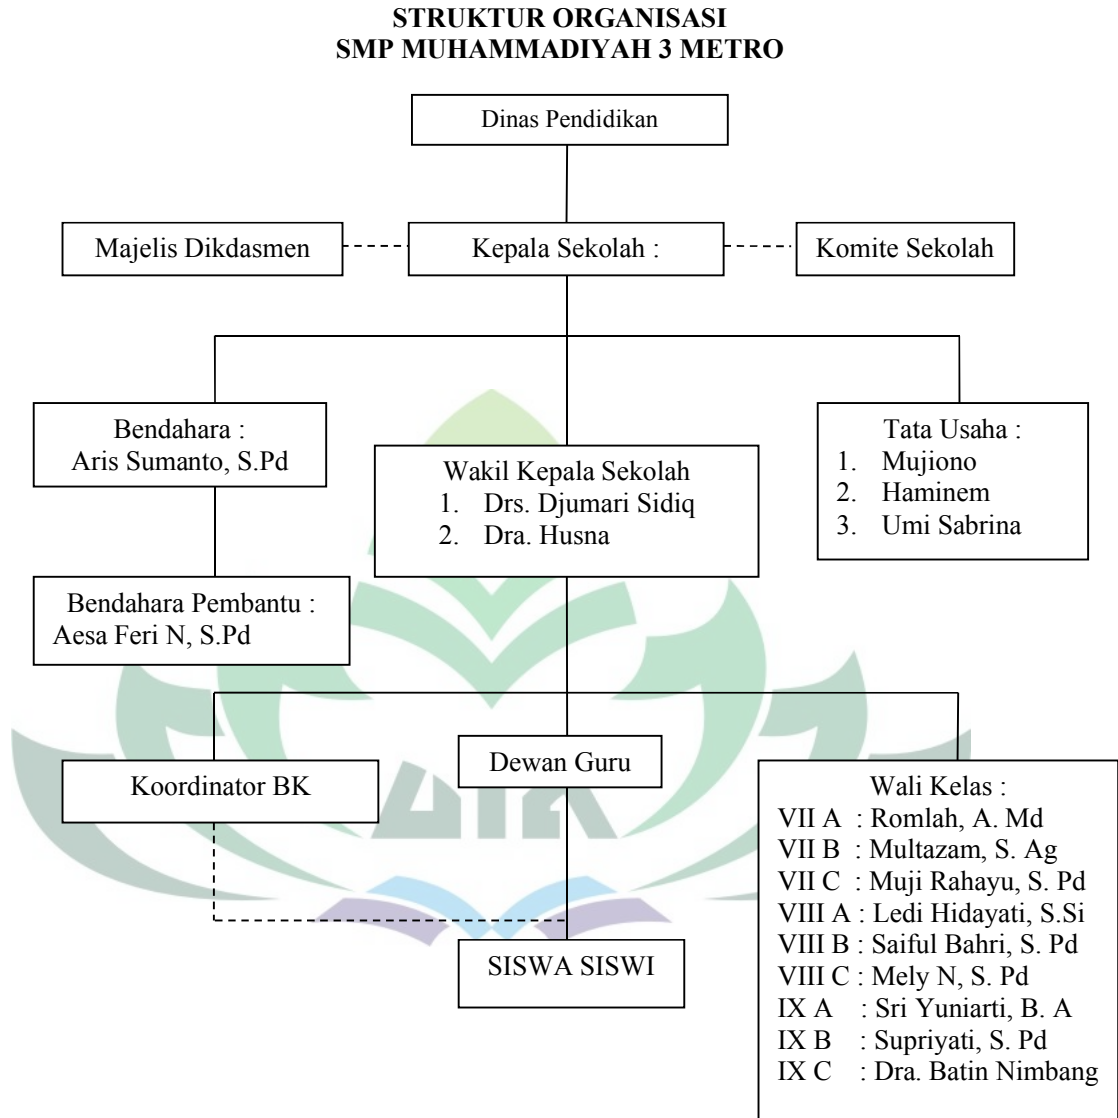 STRUKTUR ORGANISASI
SMP MUHAMMADIYAH 3 METRO
Dinas Pendidikan
Majelis Dikdasmen
Kepala Sekolah :
Komite Sekolah
Bendahara :
Aris Sumanto, S.Pd
Wakil Kepala Sekolah
1. Drs. Djumari Sidiq
2. Dra. Husna
Tata Usaha :
1. Mujiono
2. Haminem
3. Umi Sabrina
Bendahara Pembantu :
Aesa Feri N, S.Pd
Koordinator BK
Dewan Guru
Wali Kelas :
VII A : Romlah, A. Md
VII B : Multazam, S. Ag
VII C : Muji Rahayu, S. Pd
VIII A : Ledi Hidayati, S.Si
VIII B : Saiful Bahri, S. Pd
VIII C : Mely N, S. Pd
IX A : Sri Yuniarti, B. A
IX B : Supriyati, S. Pd
IX C : Dra. Batin Nimbang
SISWA SISWI